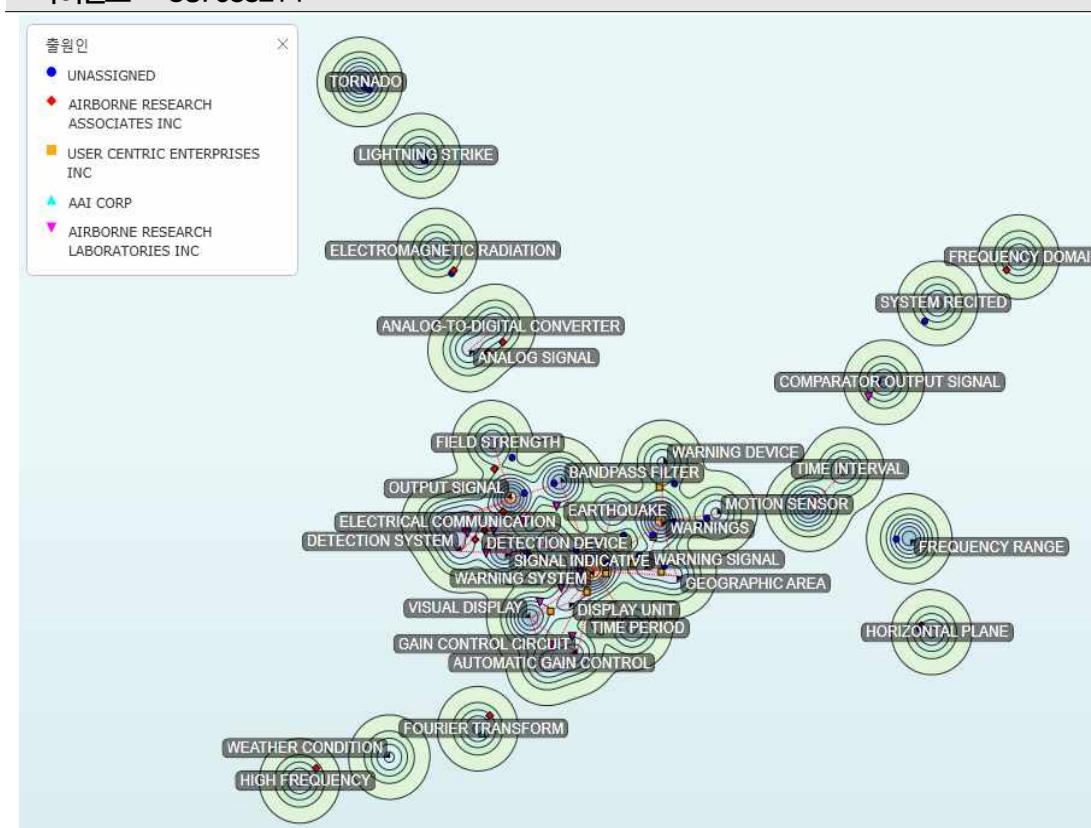 출원인
UNASSIGNED
AIRBORNE RESEARCH
ASSOCIATES INC
USER CENTRIC ENTERPRISES
INC
AAI CORP
AIRBORNE RESEARCH
LABORATORIES INC
TORNADO
LIGHTNING STRIKE
ELECTROMAGNETIC RADIATION
FREQUENCY DOMAI
SYSTEM RECITED
ANALOG-TO-DIGITAL CONVERTER
ANALOG SIGNAL
COMPARATOR OUTPUT SIGNAL
FIELD STRENGTH
WARNING DEVICE
BANDPASS FILTER
TIME INTERVAL
OUTPUT SIGNAL
MOTION SENSOR
EARTHQUAKE
ELECTRICAL COMMUNICATION
WARNINGS
DETECTION SYSTEM
DETECTION DEVICE
FREQUENCY RANGE
SIGNAL INDICATIVE
WARNING SIGNAL
WARNING SYSTEM
GEOGRAPHIC AREA
VISUAL DISPLAY
DISPLAY UNIT
TIME PERIOD
HORIZONTAL PLANE
GAIN CONTROL CIRCUIT
AUTOMATIC GAIN CONTROL
FOURIER TRANSFORM
WEATHER CONDITION
HIGH FREQUENCY